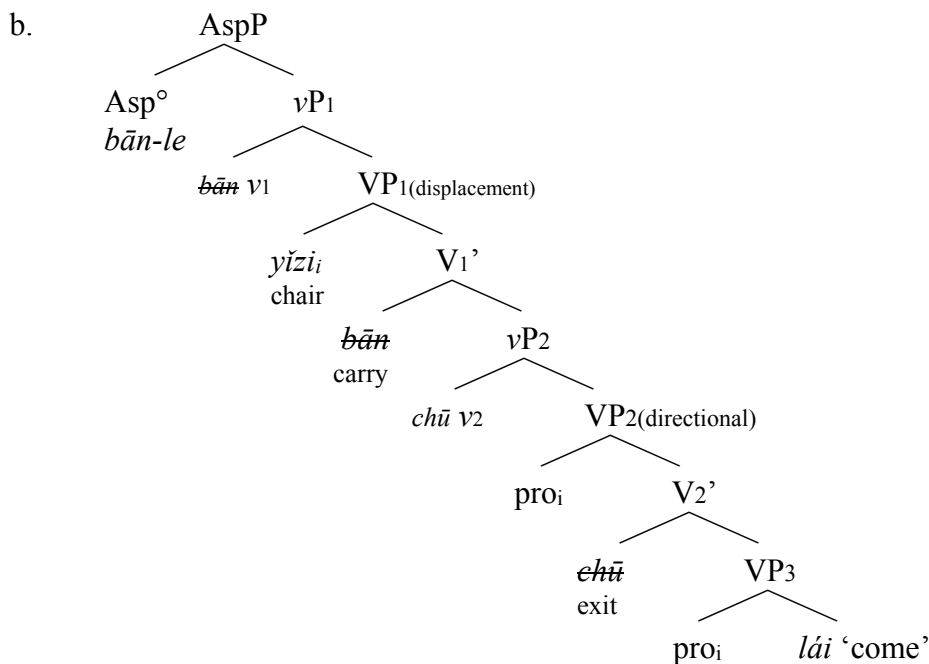 b. AspP
Asp° vP1
bān-le
bān v1 VP1(displacement)
yǐzii V1’
chair
bān vP2
carry
chū v2 VP2(directional)
proi V2’
chū VP3
exit
proi lái ‘come’